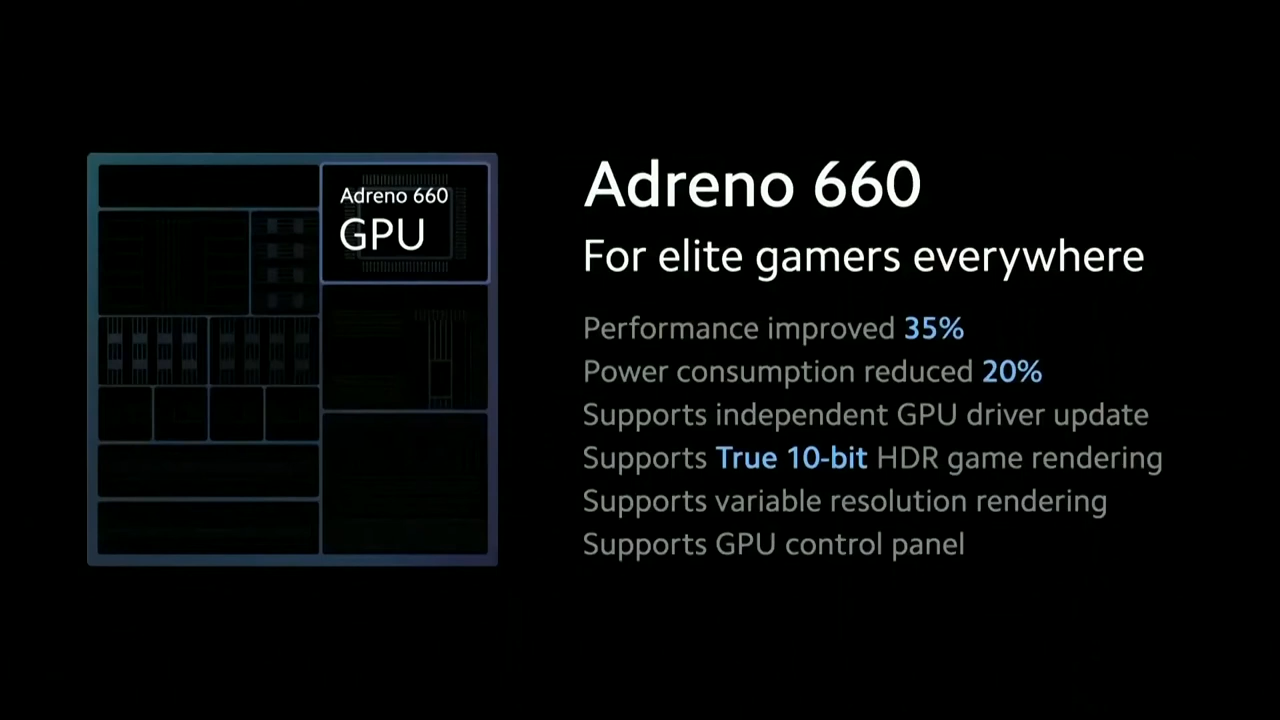 Adreno 660
GPU
Adreno 660
For elite gamers everywhere
Performance improved 35%
Power consumption reduced 20%
Supports independent GPU driver update
Supports True 10-bit HDR game rendering
Supports variable resolution rendering
Supports GPU control panel